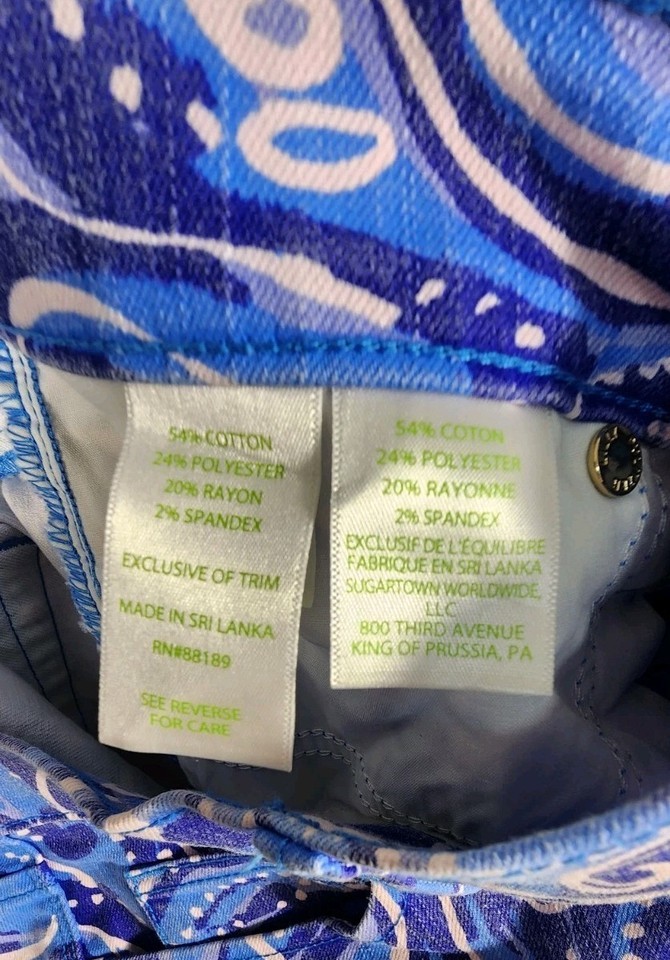 54% COTTON
24% POLYESTER
20% RAYON
2% SPANDEX
EXCLUSIVE OF TRIM
MADE IN SRI LANKA
RN#88189
SEE REVERSE
FOR CARE
54% COTON
24% POLYESTER
20% RAYONNE
2% SPANDEX
EXCLUSIF DE L'ÉQUILIBRE
FABRIQUE EN SRI LANKA
SUGARTOWN WORLDWIDE,
LLC
800 THIRD AVENUE
KING OF PRUSSIA, PA